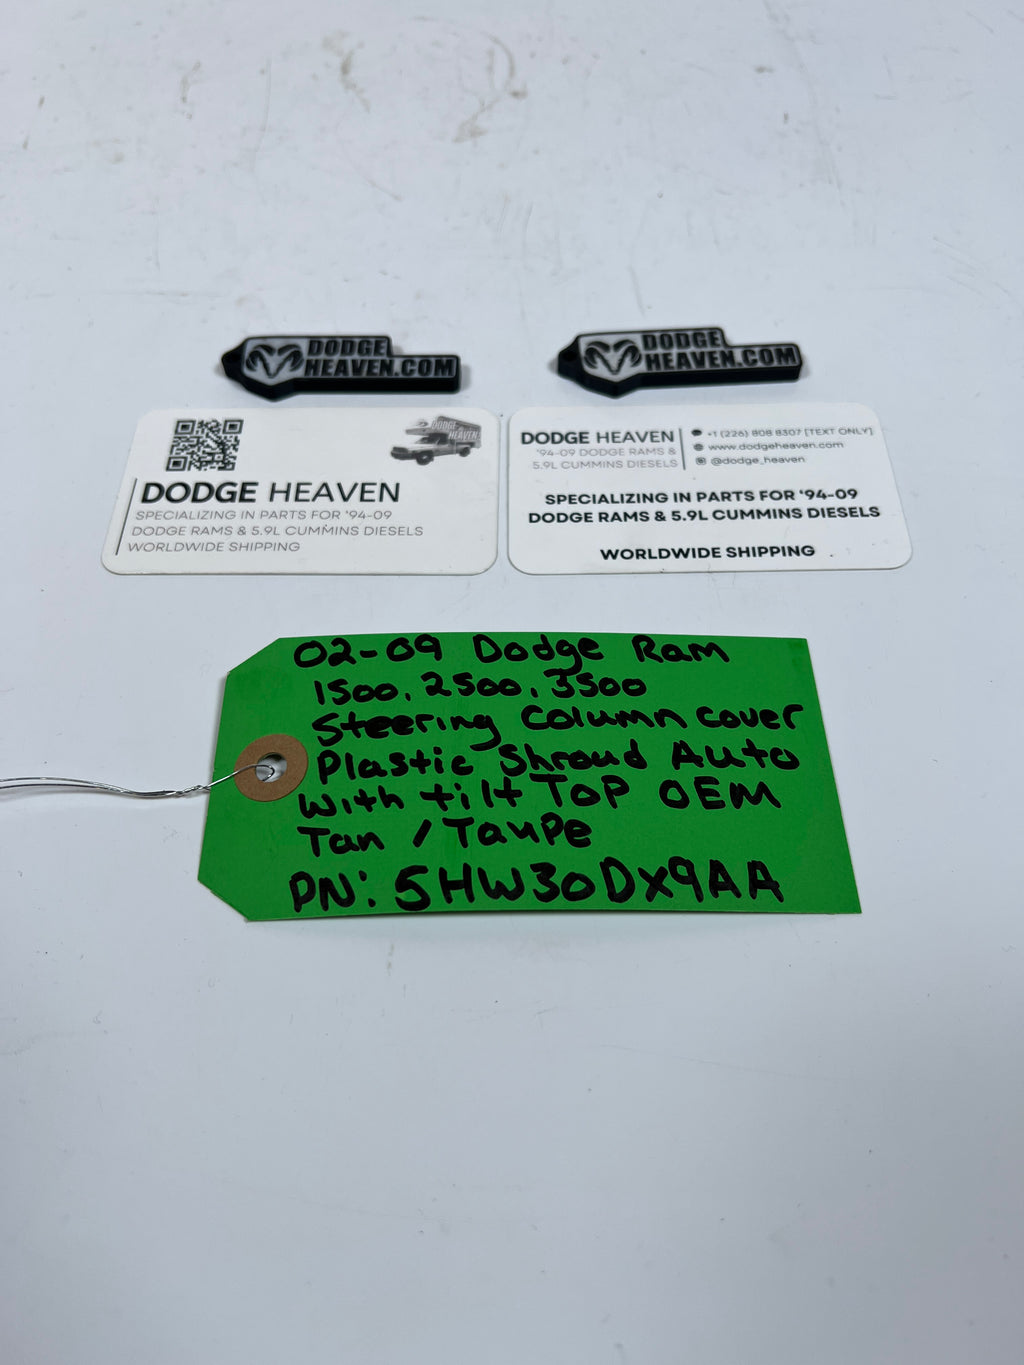 DODGE
HEAVEN.COM
DODGE
HEAVEN.COM
DODGE
HEAVEN
DODGE HEAVEN
SPECIALIZING IN PARTS FOR '94-09
DODGE RAMS & 5.9L CUMMINS DIESELS
WORLDWIDE SHIPPING
DODGE HEAVEN
'94-09 DODGE RAMS &
5.9L CUMMINS DIESELS
+1 (226) 808 8307 [TEXT ONLY]
www.dodgeheaven.com
@dodge_heaven
SPECIALIZING IN PARTS FOR '94-09
DODGE RAMS & 5.9L CUMMINS DIESELS
WORLDWIDE SHIPPING
02-09 Dodge Ram
1500, 2500, 3500
Steering Column Cover
Plastic Shroud Auto
With tilt TOP OEM
Tan / Taupe
PN: 5HW30DX9AA